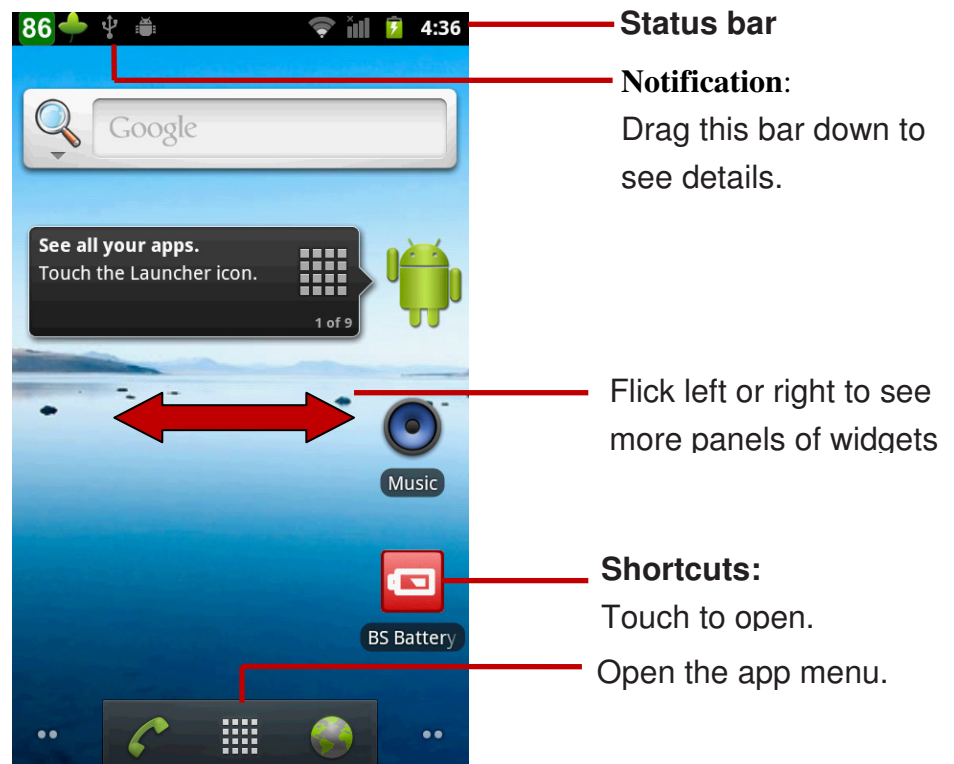 86 4:36
Status bar
Notification:
Drag this bar down to
see details.
Google
See all your apps.
Touch the Launcher icon.
1 of 9
Flick left or right to see
more panels of widgets
Music
Shortcuts:
Touch to open.
BS Battery
Open the app menu.